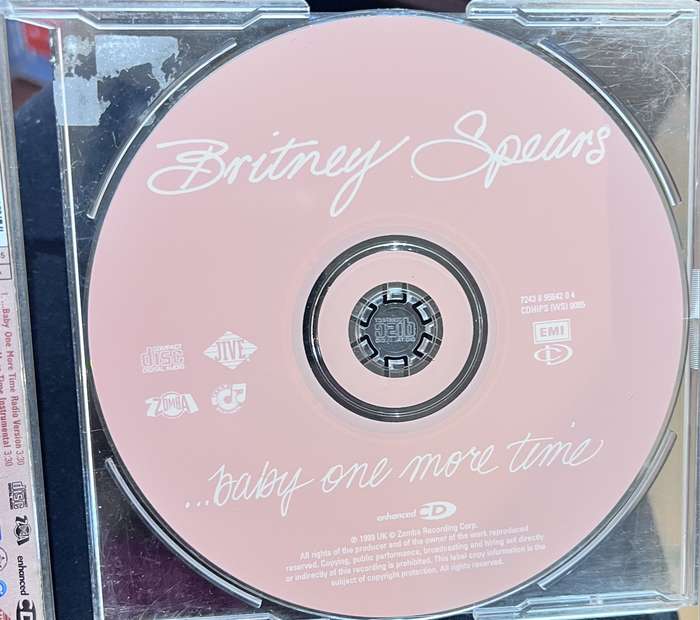 Britney Spears
7243 8 95642 0 4
CDHIPS (WS) 9085
EMI
COMPACT
disc
DIGITAL AUDIO
JIVE
ZOMBA
...baby one more time
enhanced CD
℗ 1999 UK © Zomba Recording Corp.
All rights of the producer and of the owner of the work reproduced
reserved. Copying, public performance, broadcasting and hiring out directly
or indirectly of this recording is prohibited. This label copy information is the
subject of copyright protection. All rights reserved.
...Baby One More Time Radio Version 3:30
More Time Instrumental 3:30
disc
enhanced CD